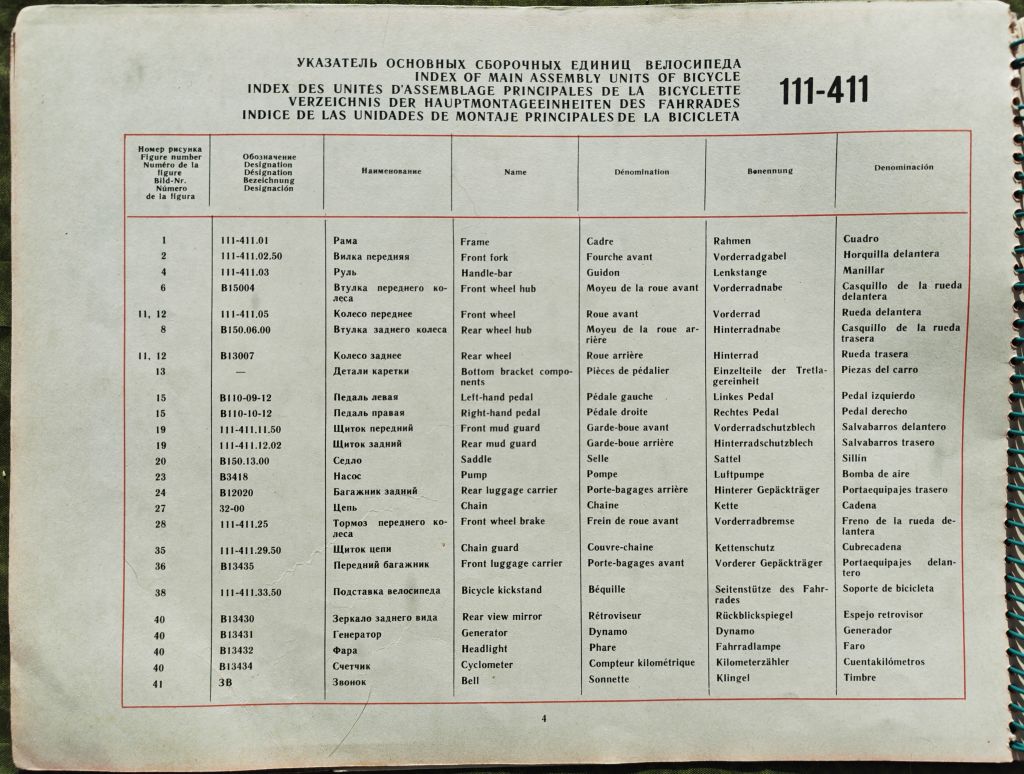 УКАЗАТЕЛЬ ОСНОВНЫХ СБОРОЧНЫХ ЕДИНИЦ ВЕЛОСИПЕДА
INDEX OF MAIN ASSEMBLY UNITS OF BICYCLE
INDEX DES UNITÉS D'ASSEMBLAGE PRINCIPALES DE LA BICYCLETTE
VERZEICHNIS DER HAUPTMONTAGEEINHEITEN DES FAHRRADES
INDICE DE LAS UNIDADES DE MONTAJE PRINCIPALES DE LA BICICLETA
111-411
Номер рисунка
Figure number
Numéro de la
figure
Bild-Nr.
Número
de la figura
Обозначение
Designation
Désignation
Bezeichnung
Designación
Наименование
Name
Dénomination
Benennung
Denominación
1 111-411.01 Рама Frame Cadre Rahmen Cuadro
2 111-411.02.50 Вилка передняя Front fork Fourche avant Vorderradgabel Horquilla delantera
4 111-411.03 Руль Handle-bar Guidon Lenkstange Manillar
6 B15004 Втулка переднего ко- Front wheel hub Moyeu de la roue avant Vorderradnabe Casquillo de la rueda
леса delantera
11, 12 111-411.05 Колесо переднее Front wheel Roue avant Vorderrad Rueda delantera
8 B150.06.00 Втулка заднего колеса Rear wheel hub Moyeu de la roue ar- Hinterradnabe Casquillo de la rueda
rière trasera
11, 12 B13007 Колесо заднее Rear wheel Roue arrière Hinterrad Rueda trasera
13 — Детали каретки Bottom bracket compo- Pièces de pédalier Einzelteile der Tretla- Piezas del carro
nents gereinheit
15 B110-09-12 Педаль левая Left-hand pedal Pédale gauche Linkes Pedal Pedal izquierdo
15 B110-10-12 Педаль правая Right-hand pedal Pédale droite Rechtes Pedal Pedal derecho
19 111-411.11.50 Щиток передний Front mud guard Garde-boue avant Vorderradschutzblech Salvabarros delantero
19 111-411.12.02 Щиток задний Rear mud guard Garde-boue arrière Hinterradschutzblech Salvabarros trasero
20 B150.13.00 Седло Saddle Selle Sattel Sillín
23 B3418 Насос Pump Pompe Luftpumpe Bomba de aire
24 B12020 Багажник задний Rear luggage carrier Porte-bagages arrière Hinterer Gepäckträger Portaequipajes trasero
27 32-00 Цепь Chain Chaine Kette Cadena
28 111-411.25 Тормоз переднего ко- Front wheel brake Frein de roue avant Vorderradbremse Freno de la rueda de-
леса lantera
35 111-411.29.50 Щиток цепи Chain guard Couvre-chaine Kettenschutz Cubrecadena
36 B13435 Передний багажник Front luggage carrier Porte-bagages avant Vorderer Gepäckträger Portaequipajes delan-
tero
38 111-411.33.50 Подставка велосипеда Bicycle kickstand Béquille Seitenstütze des Fahr- Soporte de bicicleta
rades
40 B13430 Зеркало заднего вида Rear view mirror Rétroviseur Rückblickspiegel Espejo retrovisor
40 B13431 Генератор Generator Dynamo Dynamo Generador
40 B13432 Фара Headlight Phare Fahrradlampe Faro
40 B13434 Счетчик Cyclometer Compteur kilométrique Kilometerzähler Cuentakilómetros
41 3B Звонок Bell Sonnette Klingel Timbre
4